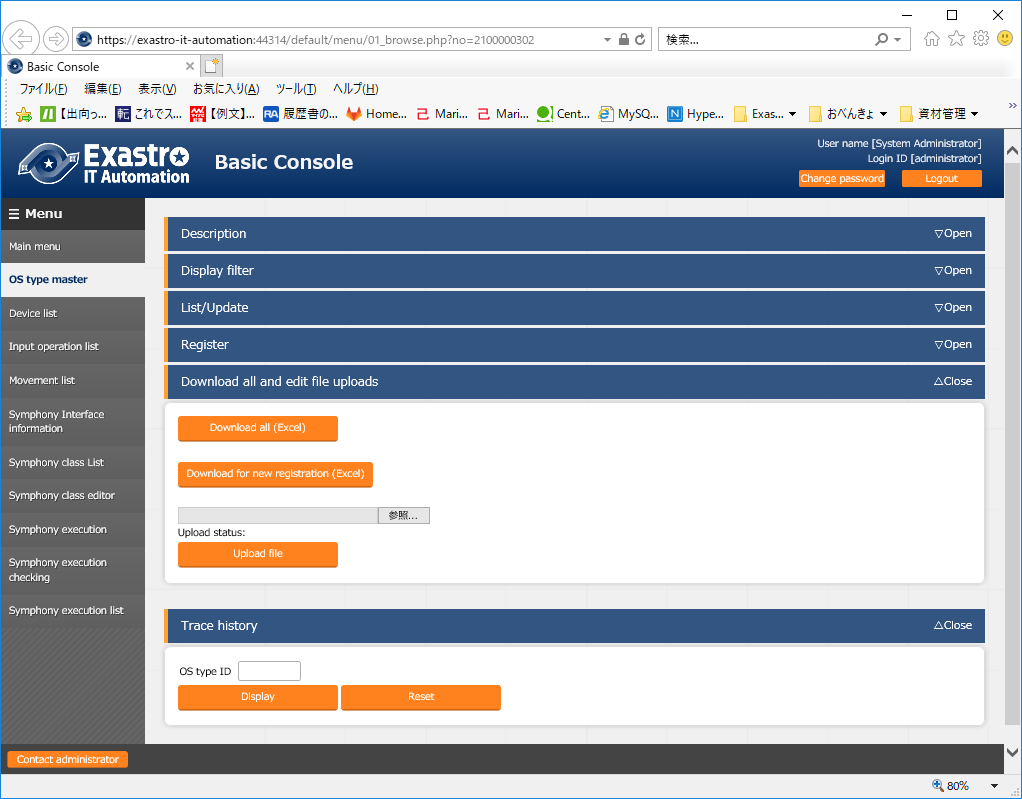 https://exastro-it-automation:44314/default/menu/01_browse.php?no=2100000302
検索...
Basic Console
ファイル(F) 編集(E) 表示(V) お気に入り(A) ツール(T) ヘルプ(H)
【出向っ... これでス... 【例文】... 履歴書の... Home... Mari... Mari... Cent... MySQ... Hype... Exas... おべんきょ 資材管理
Exastro
IT Automation
Basic Console
User name [System Administrator]
Login ID [administrator]
Change password Logout
Menu
Main menu
OS type master
Device list
Input operation list
Movement list
Symphony Interface
information
Symphony class List
Symphony class editor
Symphony execution
Symphony execution
checking
Symphony execution list
Description ▽Open
Display filter ▽Open
List/Update ▽Open
Register ▽Open
Download all and edit file uploads △Close
Download all (Excel)
Download for new registration (Excel)
参照...
Upload status:
Upload file
Trace history △Close
OS type ID
Display Reset
Contact administrator
80%